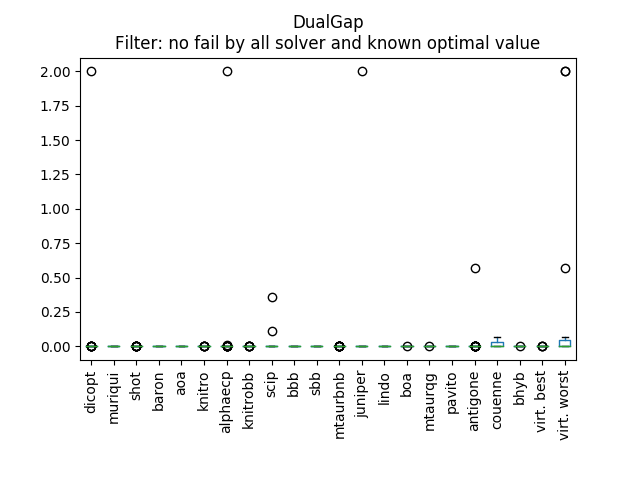 DualGap
Filter: no fail by all solver and known optimal value
2.00
1.75
1.50
1.25
1.00
0.75
0.50
0.25
0.00
dicopt
muriqui
shot
baron
aoa
knitro
alphaecp
knitrobb
scip
bbb
sbb
mtaurbnb
juniper
lindo
boa
mtaurqg
pavito
antigone
couenne
bhyb
virt. best
virt. worst